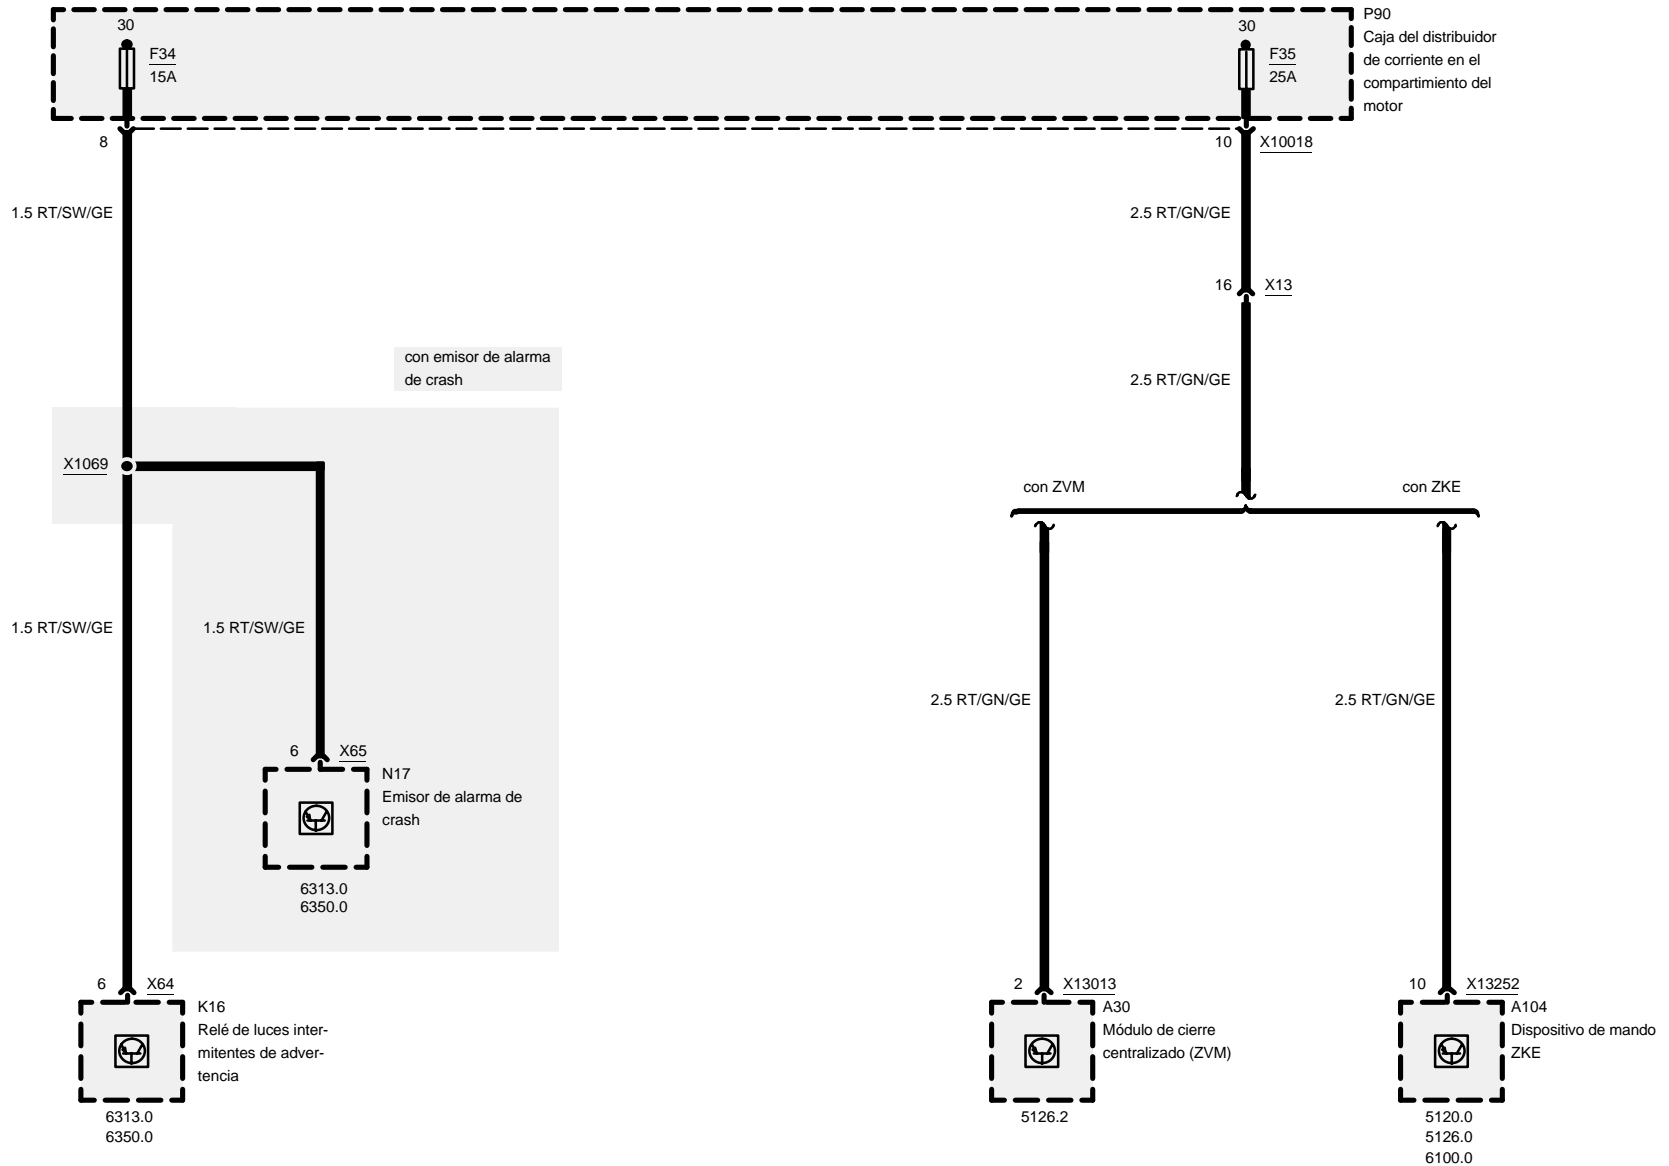 30
F34
15A
30
F35
25A
P90
Caja del distribuidor
de corriente en el
compartimiento del
motor
8
10
X10018
1.5 RT/SW/GE
2.5 RT/GN/GE
16
X13
con emisor de alarma
de crash
2.5 RT/GN/GE
X1069
con ZVM
con ZKE
1.5 RT/SW/GE
1.5 RT/SW/GE
2.5 RT/GN/GE
2.5 RT/GN/GE
6
X65
N17
Emisor de alarma de
crash
6313.0
6350.0
6
X64
K16
Relé de luces inter-
mitentes de adver-
tencia
6313.0
6350.0
2
X13013
A30
Módulo de cierre
centralizado (ZVM)
5126.2
10
X13252
A104
Dispositivo de mando
ZKE
5120.0
5126.0
6100.0